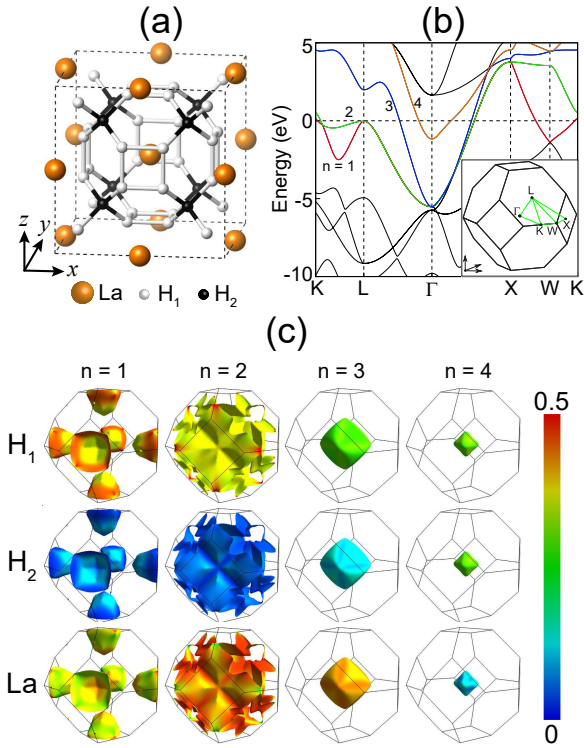 (a)
z
y
x
La
H₁
H₂
(b)
Energy (eV)
5
0
-5
-10
n = 1
2
3
4
L
Γ
K
W
X
K
L
Γ
X
W
K
(c)
n = 1
n = 2
n = 3
n = 4
H₁
H₂
La
0.5
0